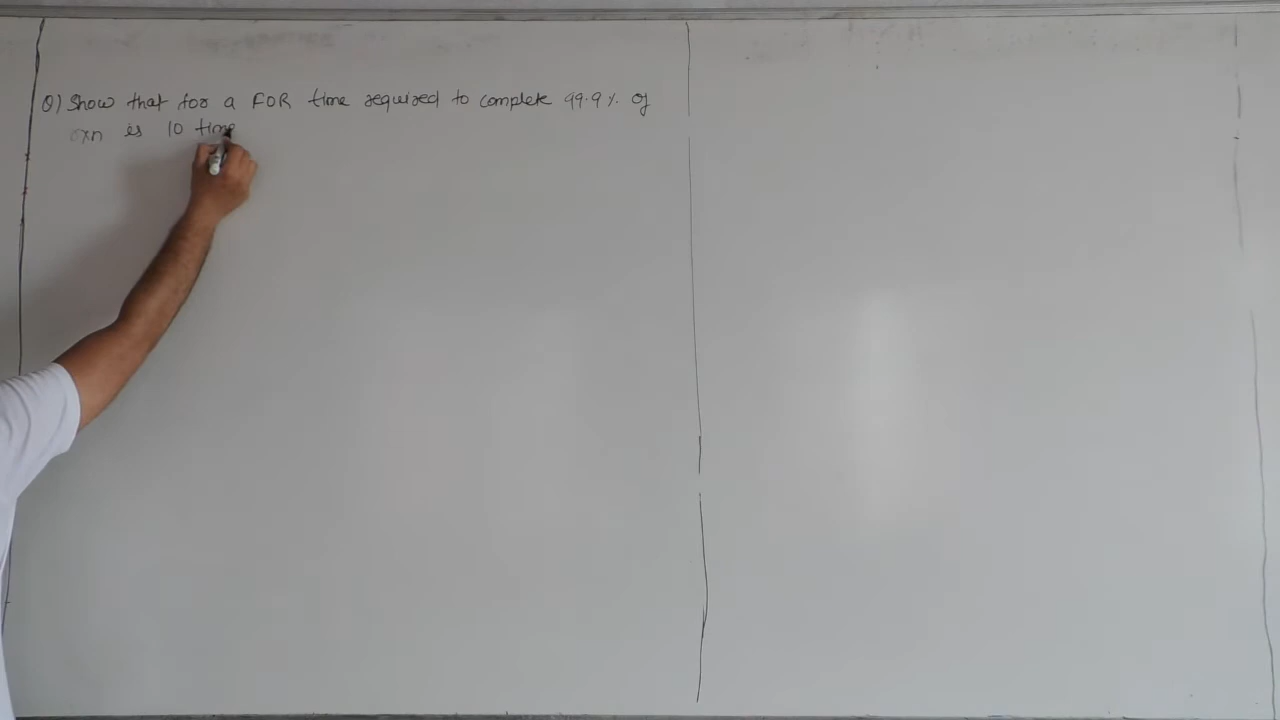 Q) Show that for a FOR time required to complete 99.9% of
rxn is 10 time